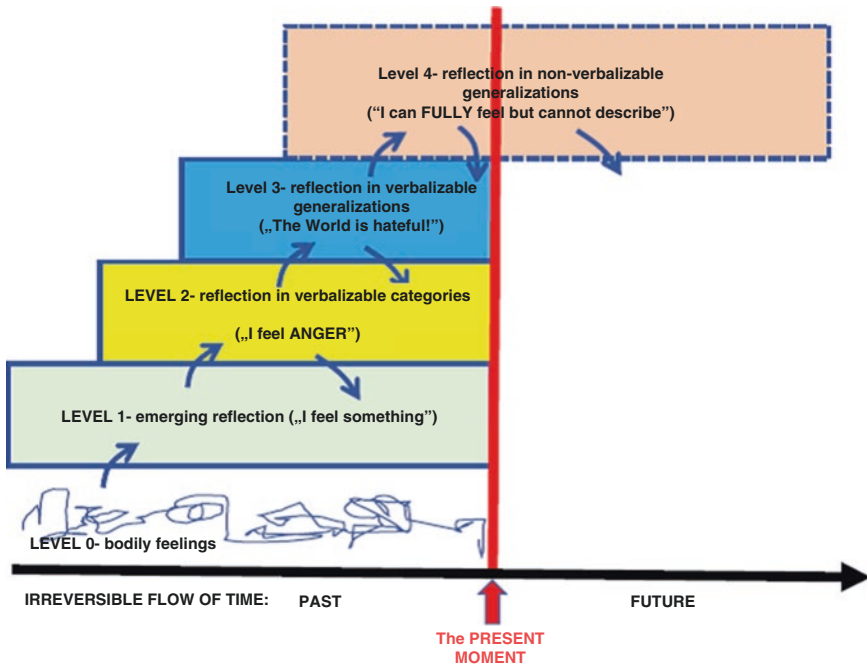 Level 4- reflection in non-verbalizable
generalizations
(“I can FULLY feel but cannot describe”)
Level 3- reflection in verbalizable
generalizations
(„The World is hateful!”)
LEVEL 2- reflection in verbalizable categories
(„I feel ANGER”)
LEVEL 1- emerging reflection („I feel something”)
LEVEL 0- bodily feelings
IRREVERSIBLE FLOW OF TIME: PAST FUTURE
The PRESENT
MOMENT